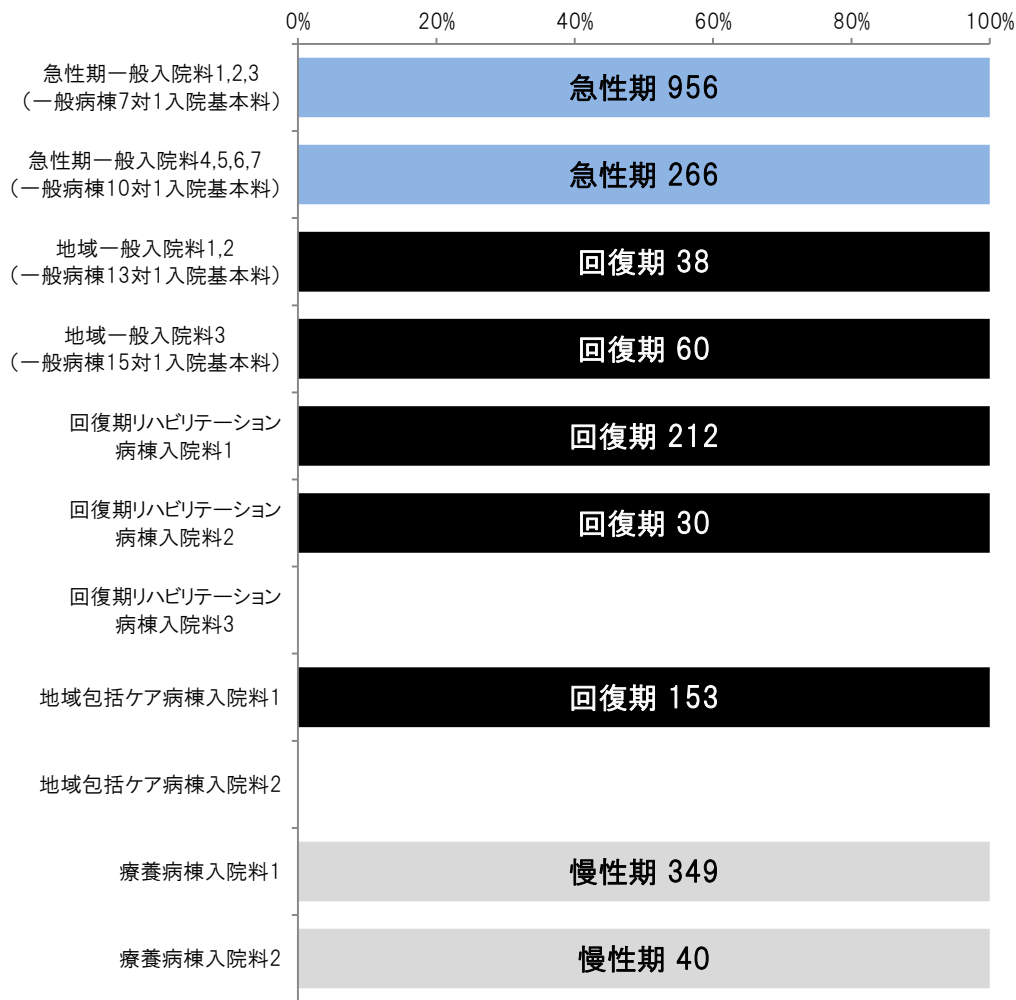 0% 20% 40% 60% 80% 100%
急性期一般入院料1,2,3
（一般病棟7対1入院基本料）
急性期 956
急性期一般入院料4,5,6,7
（一般病棟10対1入院基本料）
急性期 266
地域一般入院料1,2
（一般病棟13対1入院基本料）
回復期 38
地域一般入院料3
（一般病棟15対1入院基本料）
回復期 60
回復期リハビリテーション
病棟入院料1
回復期 212
回復期リハビリテーション
病棟入院料2
回復期 30
回復期リハビリテーション
病棟入院料3
地域包括ケア病棟入院料1
回復期 153
地域包括ケア病棟入院料2
療養病棟入院料1
慢性期 349
療養病棟入院料2
慢性期 40